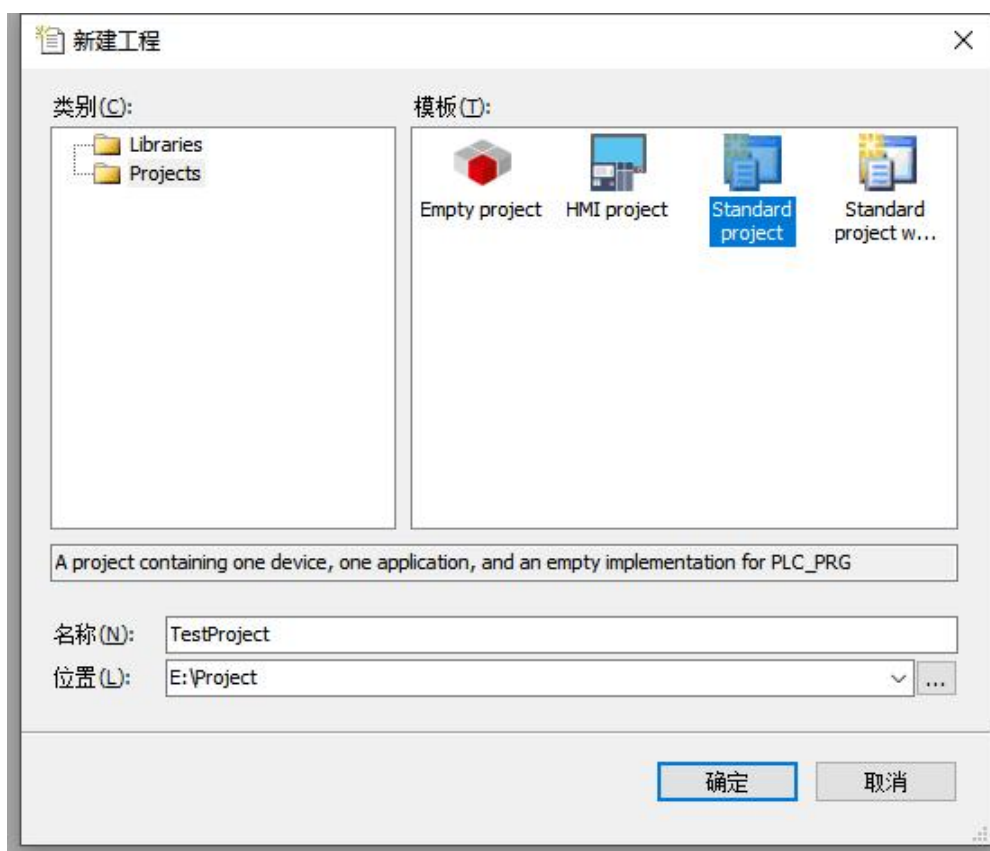 新建工程
类别(C):
模板(T):
Libraries
Projects
Empty project
HMI project
Standard
project
Standard
project w...
A project containing one device, one application, and an empty implementation for PLC_PRG
名称(N):
TestProject
位置(L):
E:\Project
...
确定
取消